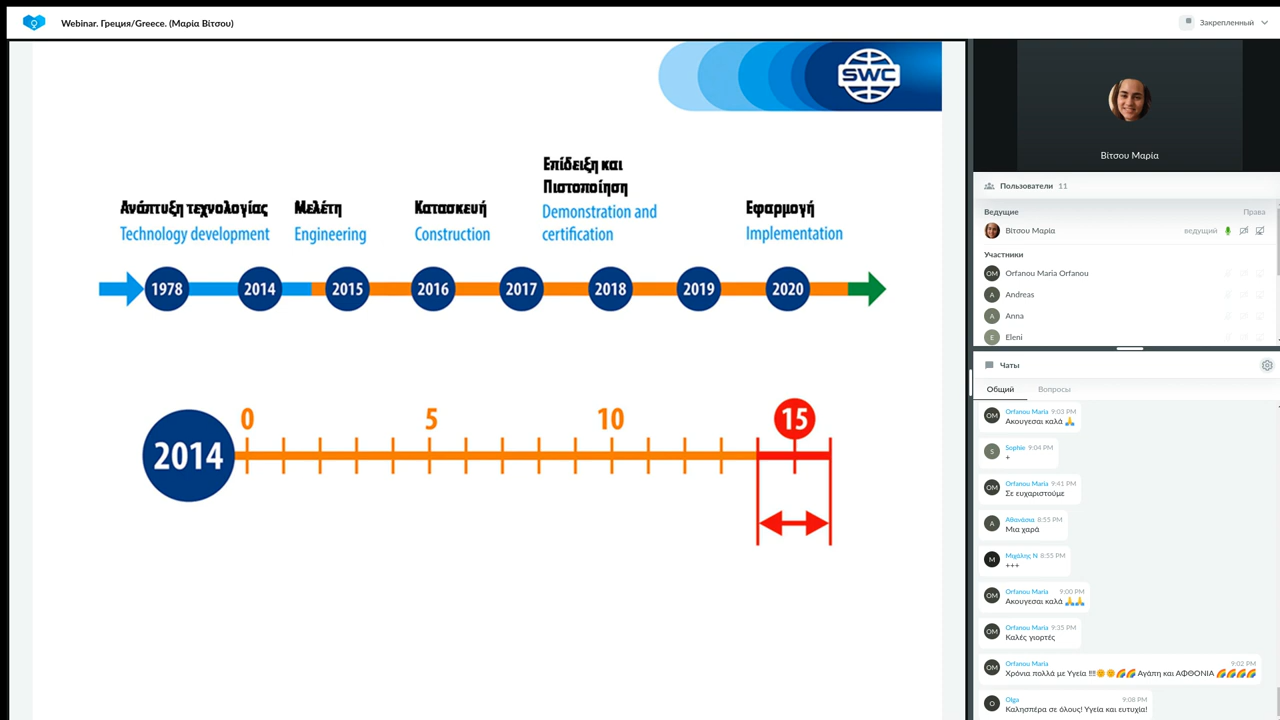 Webinar. Греция/Greece. (Μαρία Βίτσου)
Закрепленный
SWC
Ανάπτυξη τεχνολογίας
Technology development
Μελέτη
Engineering
Κατασκευή
Construction
Επίδειξη και
Πιστοποίηση
Demonstration and
certification
Εφαρμογή
Implementation
1978
2014
2015
2016
2017
2018
2019
2020
0
5
10
15
2014
Βίτσου Μαρία
Пользователи 11
Ведущие
Права
Βίτσου Μαρία
ведущий
Участники
OM
Orfanou Maria Orfanou
A
Andreas
A
Anna
E
Eleni
Чаты
Общий
Вопросы
OM
Orfanou Maria 9:03 PM
Ακουγεσαι καλά 🙏
S
Sophie 9:04 PM
+
OM
Orfanou Maria 9:41 PM
Σε ευχαριστούμε
A
Αθανάσια 8:55 PM
Μια χαρά
M
Μιχάλης Ν 8:55 PM
+++
OM
Orfanou Maria 9:00 PM
Ακουγεσαι καλά 🙏🙏
OM
Orfanou Maria 9:35 PM
Καλές γιορτές
OM
Orfanou Maria 9:02 PM
Χρόνια πολλά με Υγεία !!!!🌞🌞🌈🌈 Αγάπη και ΑΦΘΟΝΙΑ 🌈🌈🌈🌈
O
Olga 9:08 PM
Καλησπέρα σε όλους! Υγεία και ευτυχία!